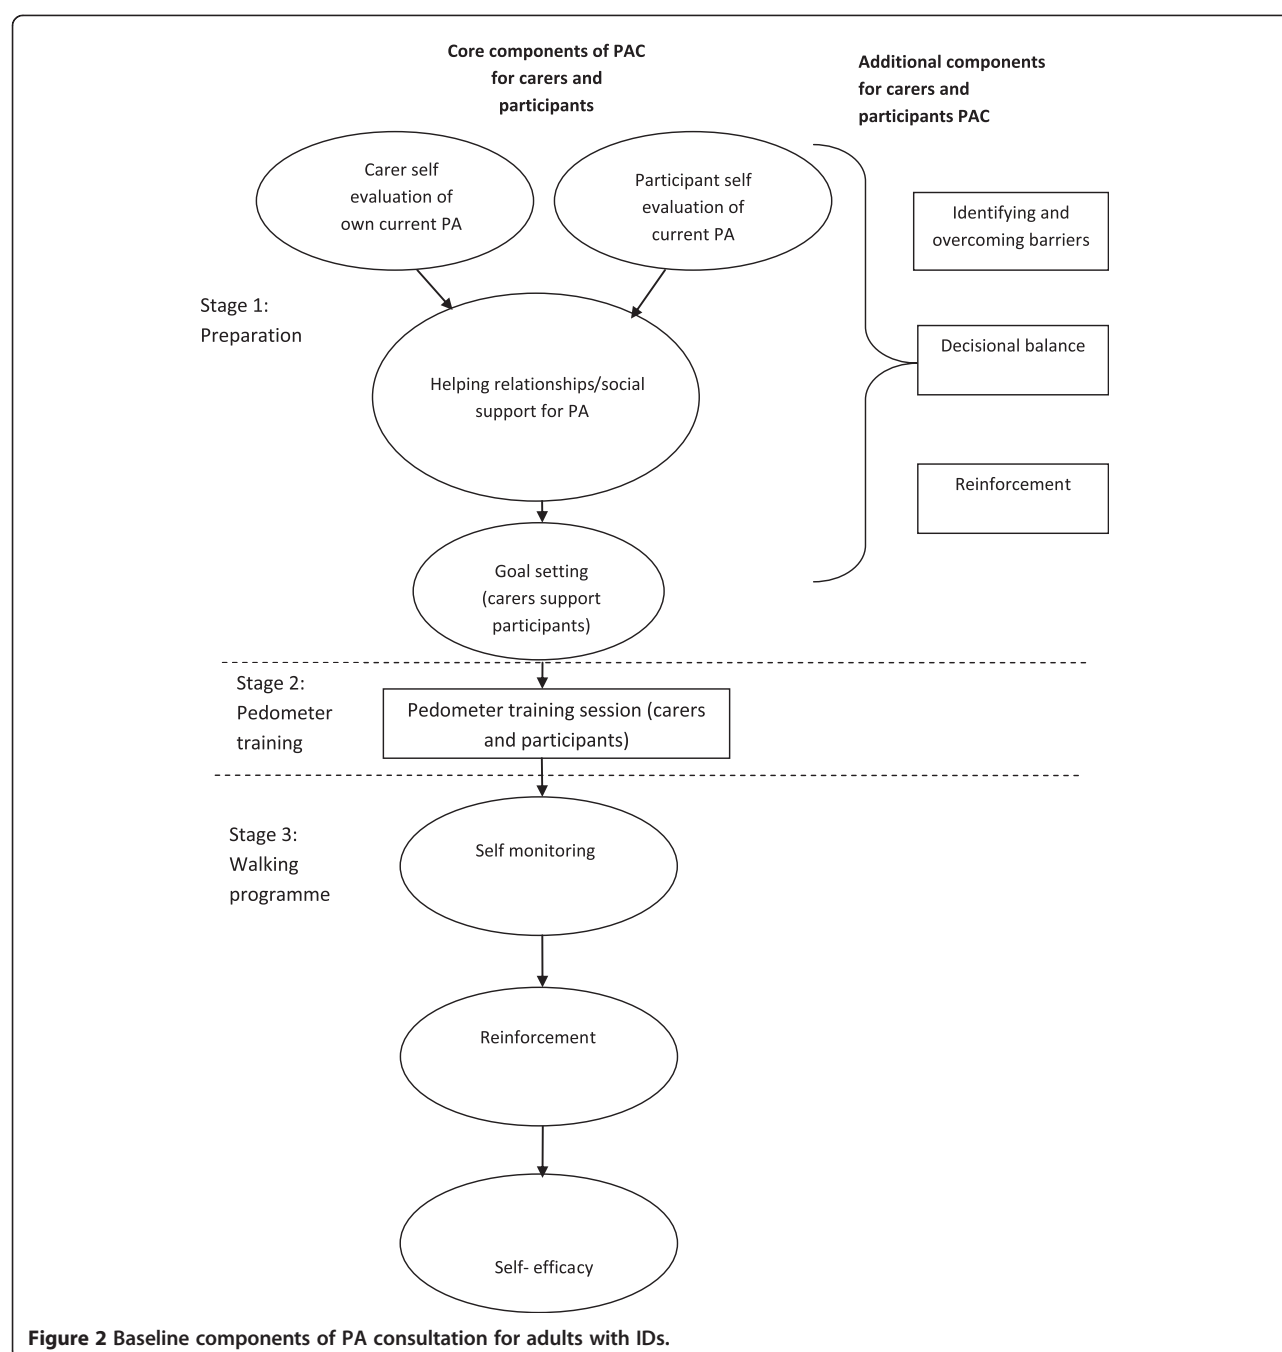 Core components of PAC
for carers and
participants
Additional components
for carers and
participants PAC
Carer self
evaluation of
own current PA
Participant self
evaluation of
current PA
Identifying and
overcoming barriers
Stage 1:
Preparation
Helping relationships/social
support for PA
Decisional balance
Reinforcement
Goal setting
(carers support
participants)
Stage 2:
Pedometer
training
Pedometer training session (carers
and participants)
Stage 3:
Walking
programme
Self monitoring
Reinforcement
Self- efficacy
Figure 2 Baseline components of PA consultation for adults with IDs.